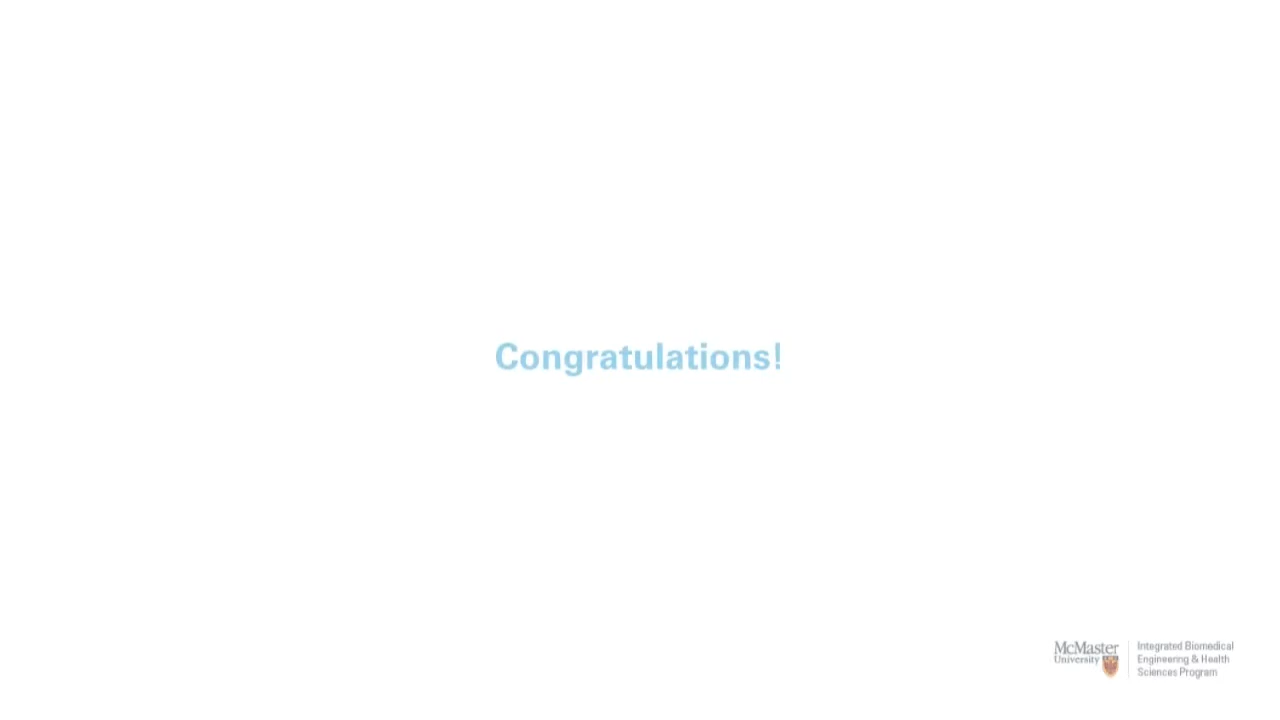 Congratulations!
McMaster
University
Integrated Biomedical
Engineering & Health
Sciences Program